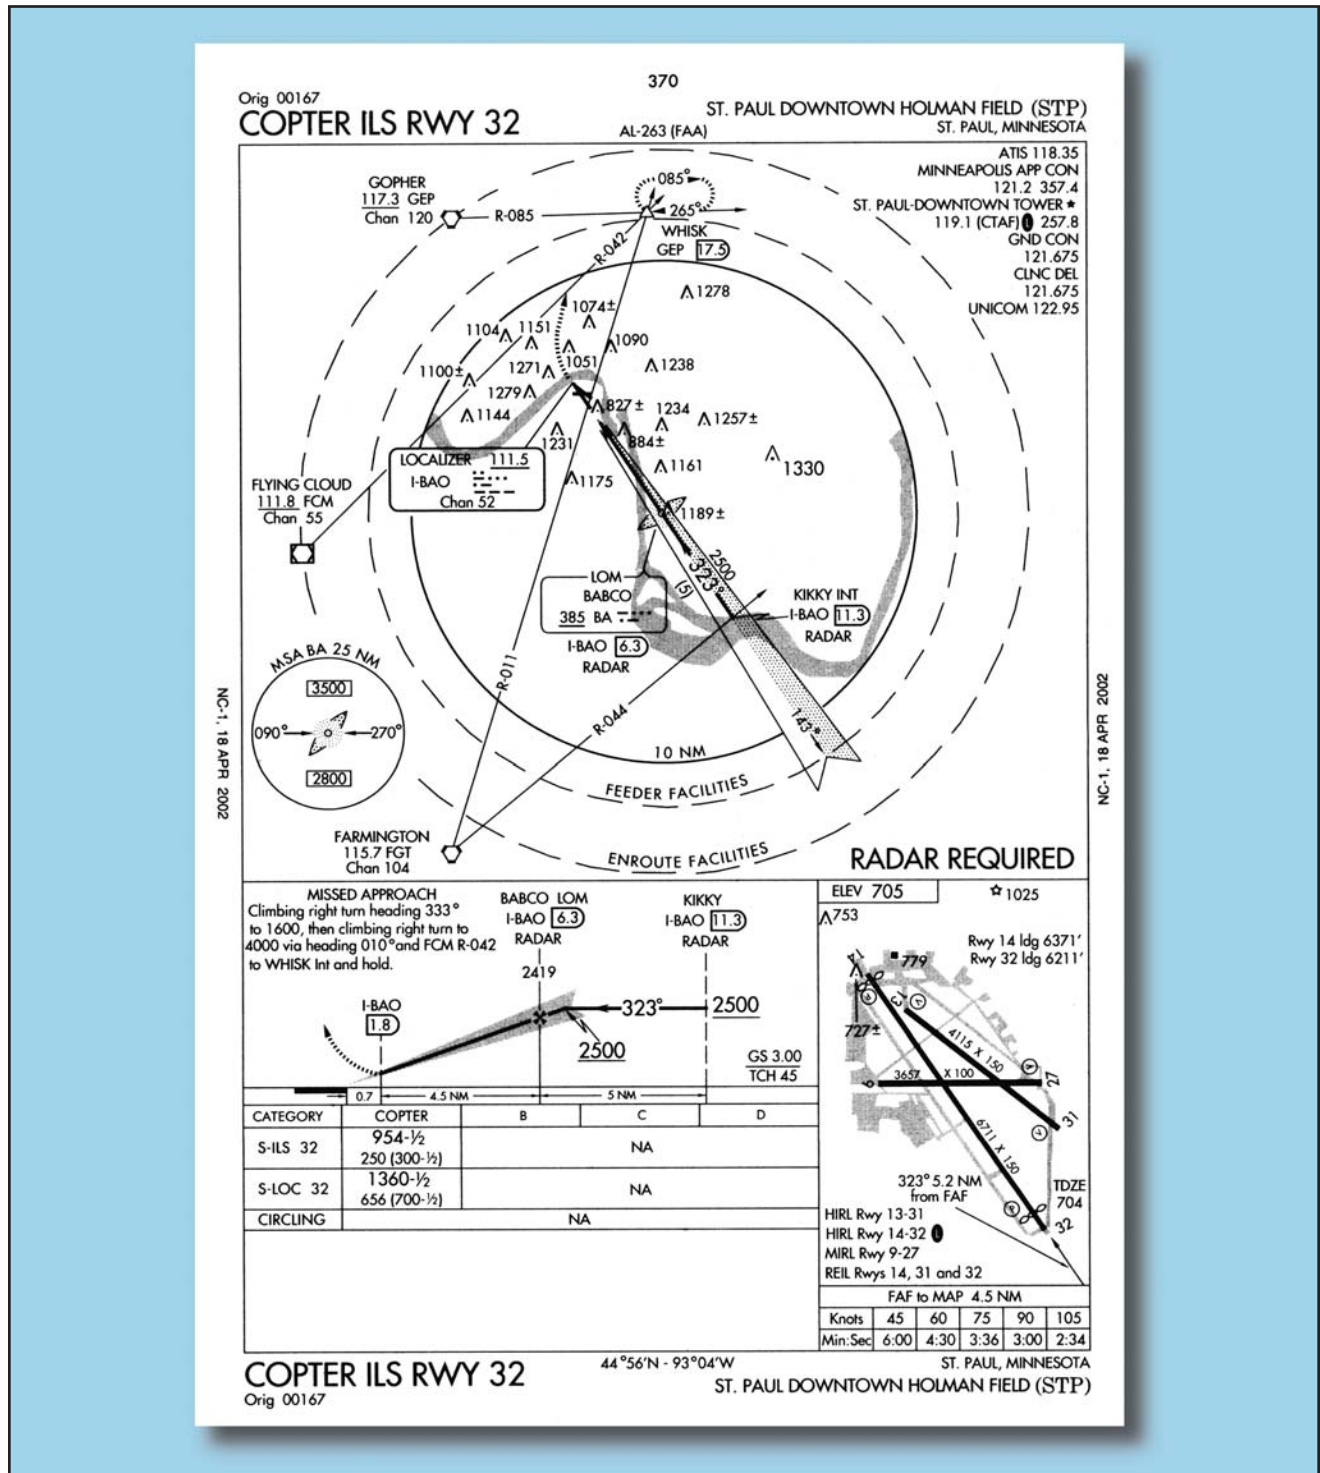 370
Orig 00167
COPTER ILS RWY 32
AL-263 (FAA)
ST. PAUL DOWNTOWN HOLMAN FIELD (STP)
ST. PAUL, MINNESOTA
ATIS 118.35
MINNEAPOLIS APP CON
121.2 357.4
ST. PAUL-DOWNTOWN TOWER ★
119.1 (CTAF) L 257.8
GND CON
121.675
CLNC DEL
121.675
UNICOM 122.95
GOPHER
117.3 GEP
Chan 120
R-085
085°
265°
WHISK
GEP 17.5
R-042
1278
1074±
1104
1151
1090
1051
1238
1100±
1271
1279
1144
827±
1234
1257±
1231
884±
1330
1161
1175
1189±
LOCALIZER 111.5
I-BAO
Chan 52
FLYING CLOUD
111.8 FCM
Chan 55
2500
323°
(5)
LOM
BABCO
385 BA
I-BAO 6.3
RADAR
KIKKY INT
I-BAO 11.3
RADAR
R-011
R-044
143°
MSA BA 25 NM
3500
090°
270°
2800
10 NM
FEEDER FACILITIES
ENROUTE FACILITIES
FARMINGTON
115.7 FGT
Chan 104
RADAR REQUIRED
NC-1, 18 APR 2002
NC-1, 18 APR 2002
MISSED APPROACH
Climbing right turn heading 333°
to 1600, then climbing right turn to
4000 via heading 010° and FCM R-042
to WHISK Int and hold.
BABCO LOM
I-BAO 6.3
RADAR
2419
KIKKY
I-BAO 11.3
RADAR
I-BAO
1.8
323°
2500
2500
GS 3.00
TCH 45
0.7
4.5 NM
5 NM
CATEGORY COPTER B C D
S-ILS 32 954-½ NA
250 (300-½)
S-LOC 32 1360-½ NA
656 (700-½)
CIRCLING NA
ELEV 705
1025
753
Rwy 14 ldg 6371'
Rwy 32 ldg 6211'
14
779
13
727±
4115 X 150
9
3657 X 100
27
31
6711 X 150
323° 5.2 NM
from FAF
TDZE
704
32
HIRL Rwy 13-31
HIRL Rwy 14-32 L
MIRL Rwy 9-27
REIL Rwys 14, 31 and 32
FAF to MAP 4.5 NM
Knots 45 60 75 90 105
Min:Sec 6:00 4:30 3:36 3:00 2:34
COPTER ILS RWY 32
Orig 00167
44°56'N - 93°04'W
ST. PAUL, MINNESOTA
ST. PAUL DOWNTOWN HOLMAN FIELD (STP)